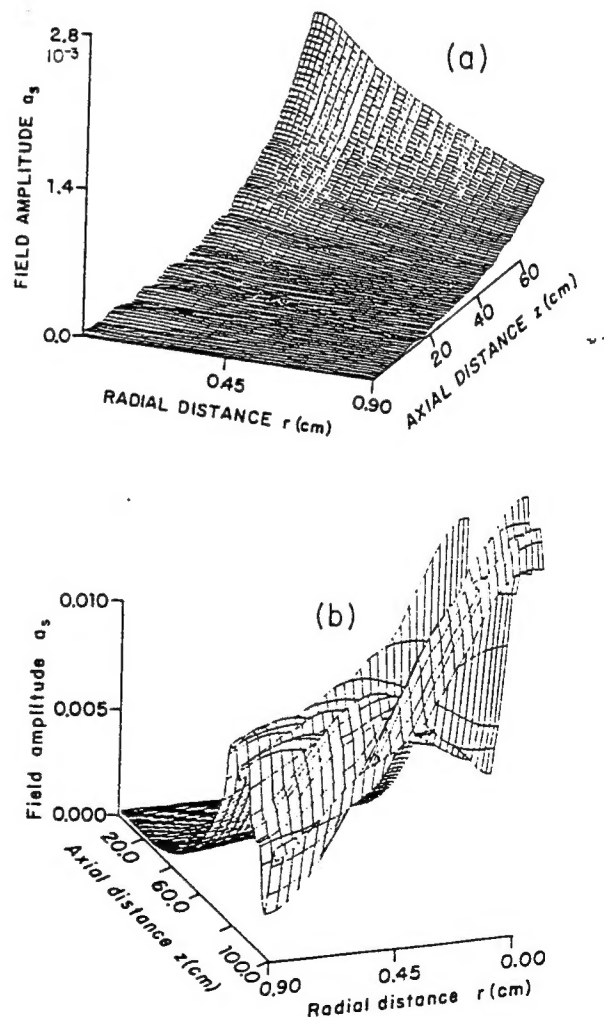 (a)
2.8
10⁻³
1.4
0.0
FIELD AMPLITUDE a_s
0.45
0.90
RADIAL DISTANCE r (cm)
20
40
60
AXIAL DISTANCE z (cm)
(b)
0.010
0.005
0.000
Field amplitude a_s
20.0
60.0
100.0
Axial distance z(cm)
0.90
0.45
0.00
Radial distance r (cm)